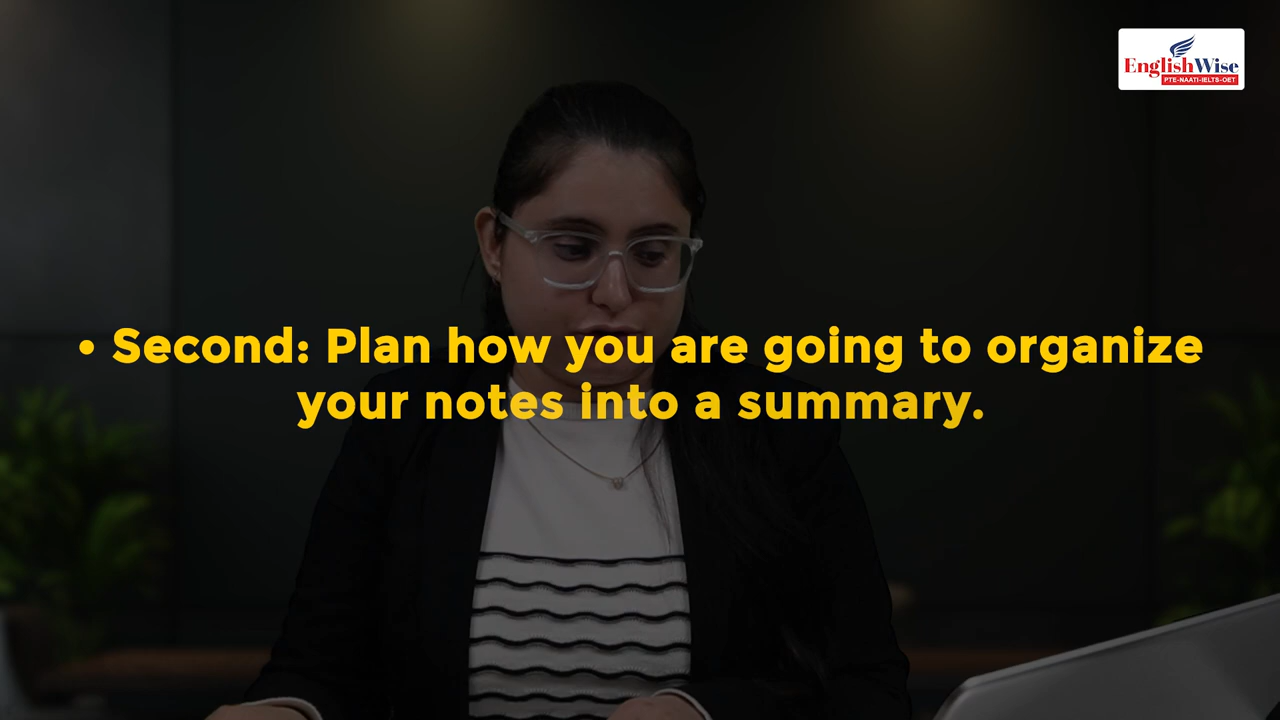 EnglishWise
PTE-NAATI-IELTS-OET
• Second: Plan how you are going to organize
your notes into a summary.